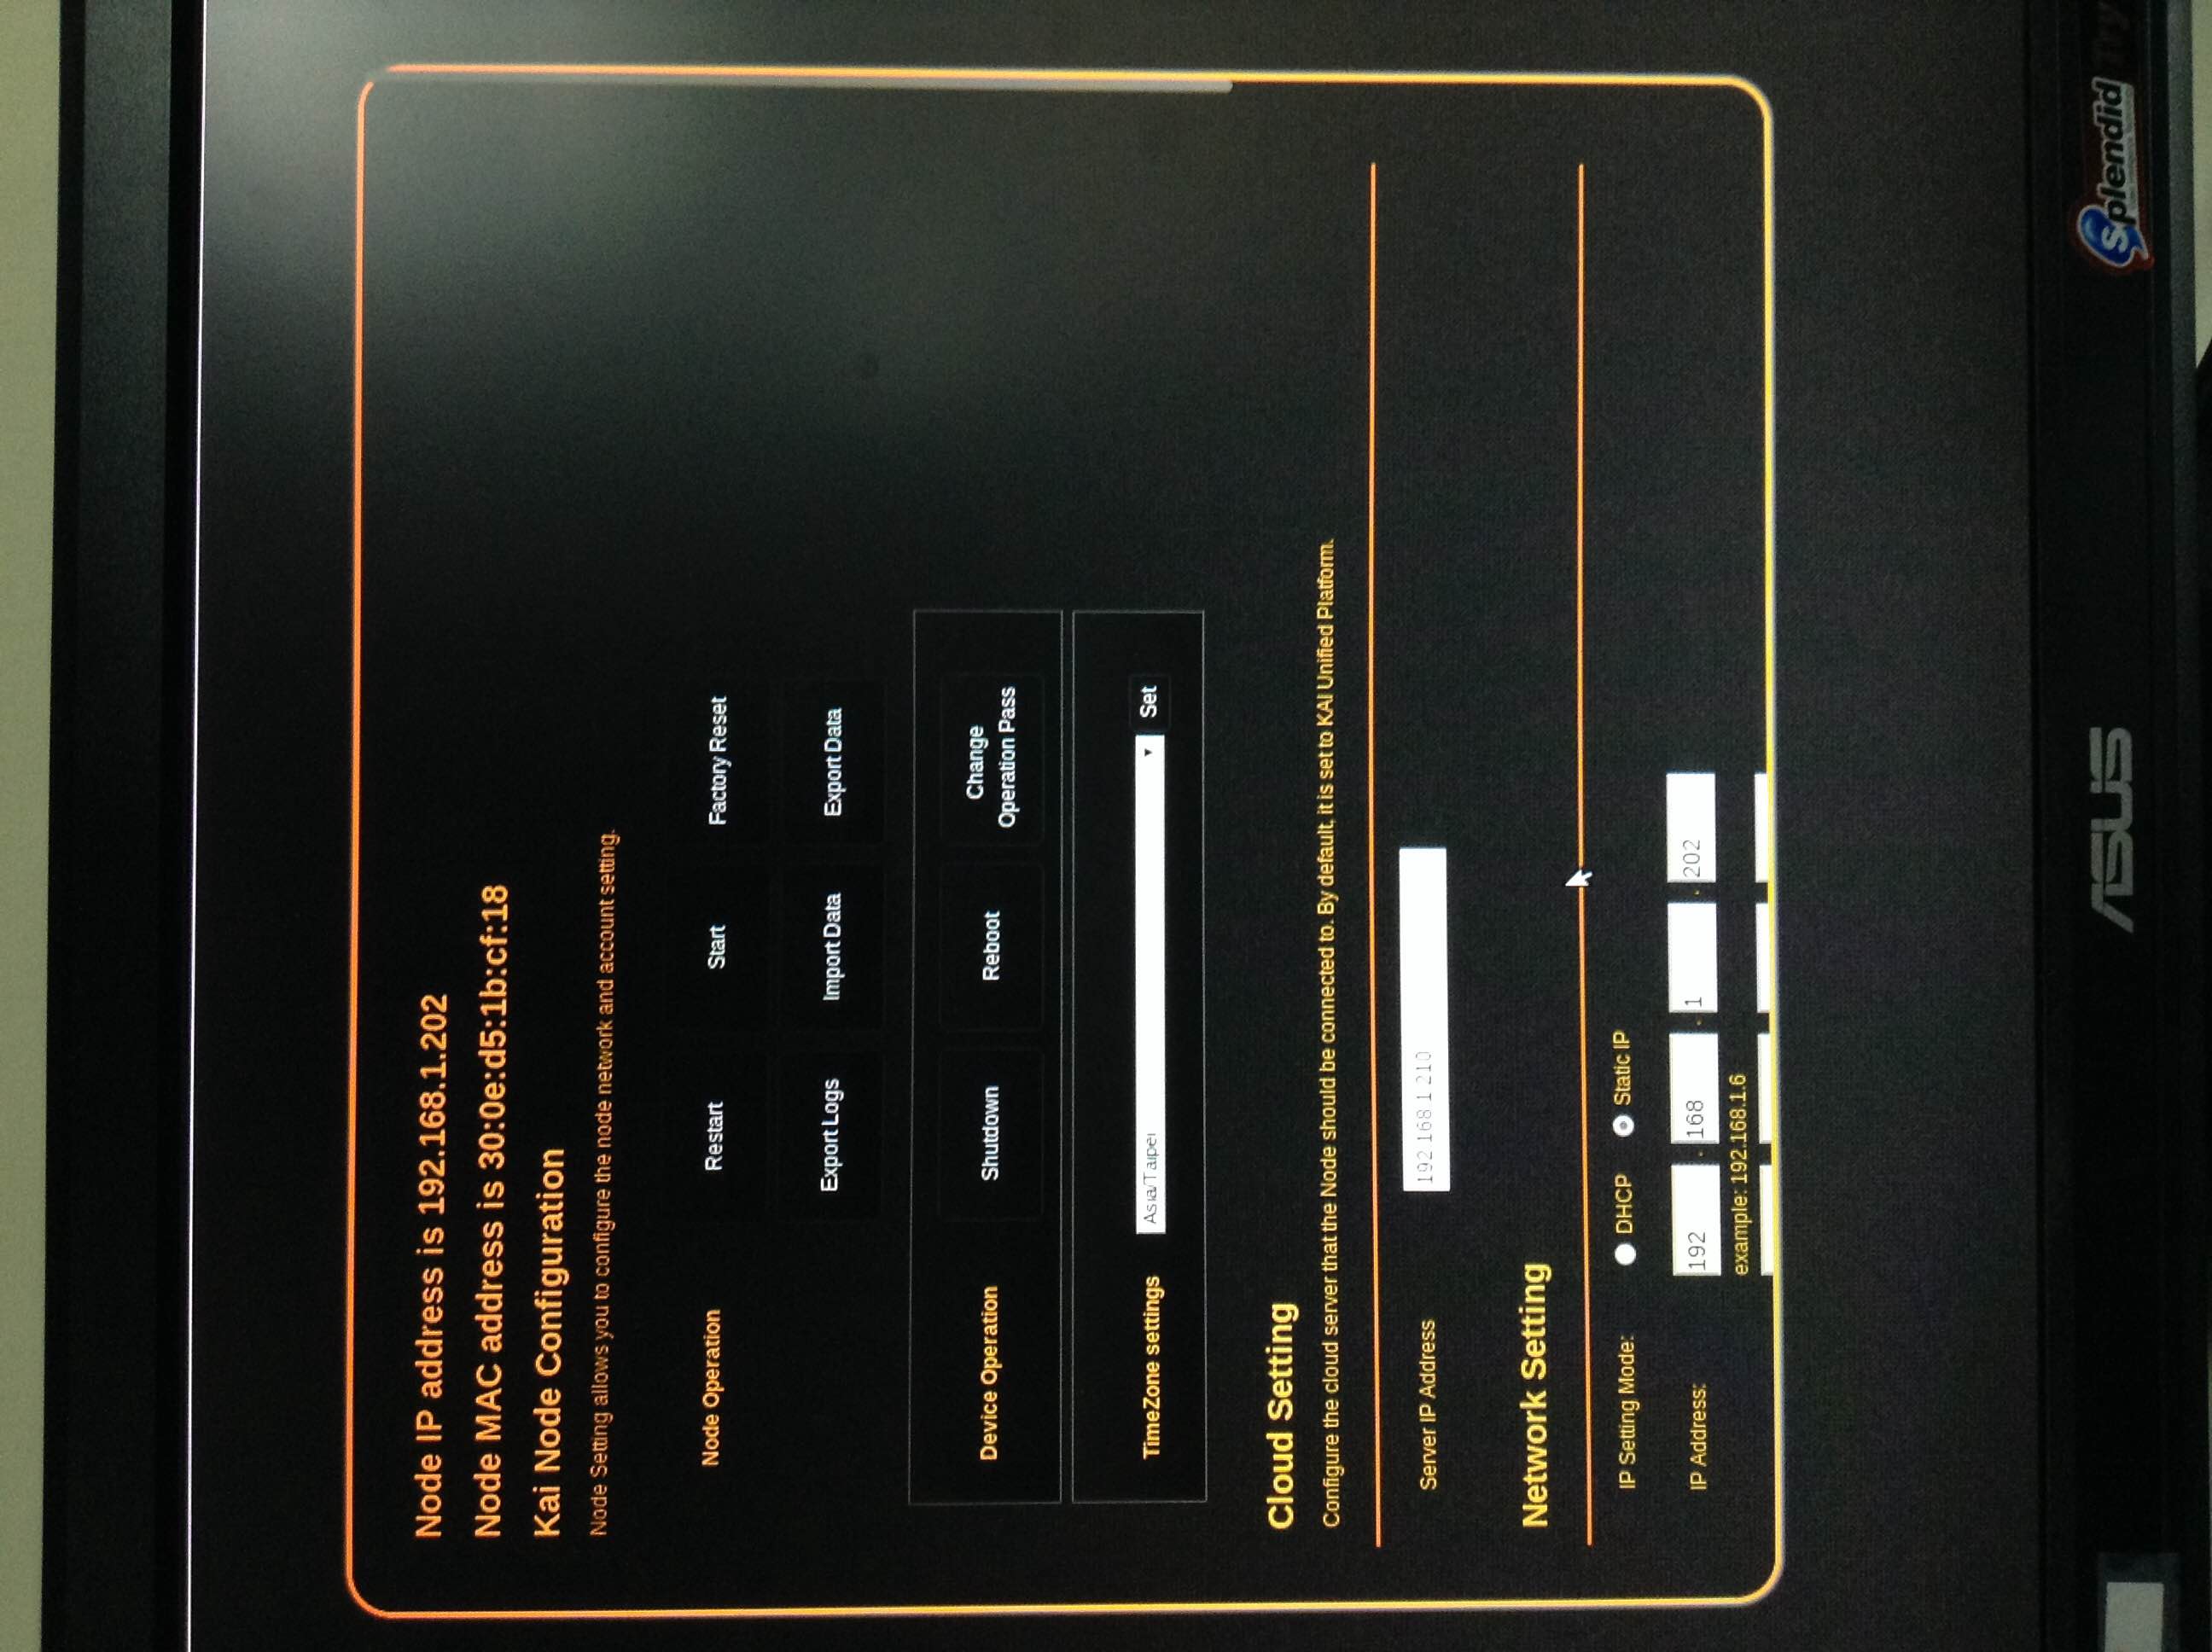 Node IP address is 192.168.1.202
Node MAC address is 30:0e:d5:1b:cf:18
Kai Node Configuration
Node Setting allows you to configure the node network and account setting.
Node Operation Restart Start Factory Reset
Export Logs Import Data Export Data
Device Operation Shutdown Reboot Change Operation Pass
TimeZone settings Asia/Taipei Set
Cloud Setting
Configure the cloud server that the Node should be connected to. By default, it is set to KAI Unified Platform.
Server IP Address 192.168.1.210
Network Setting
IP Setting Mode: DHCP Static IP
IP Address: 192 . 168 . 1 . 202
example: 192.168.1.6
ASUS
Splendid